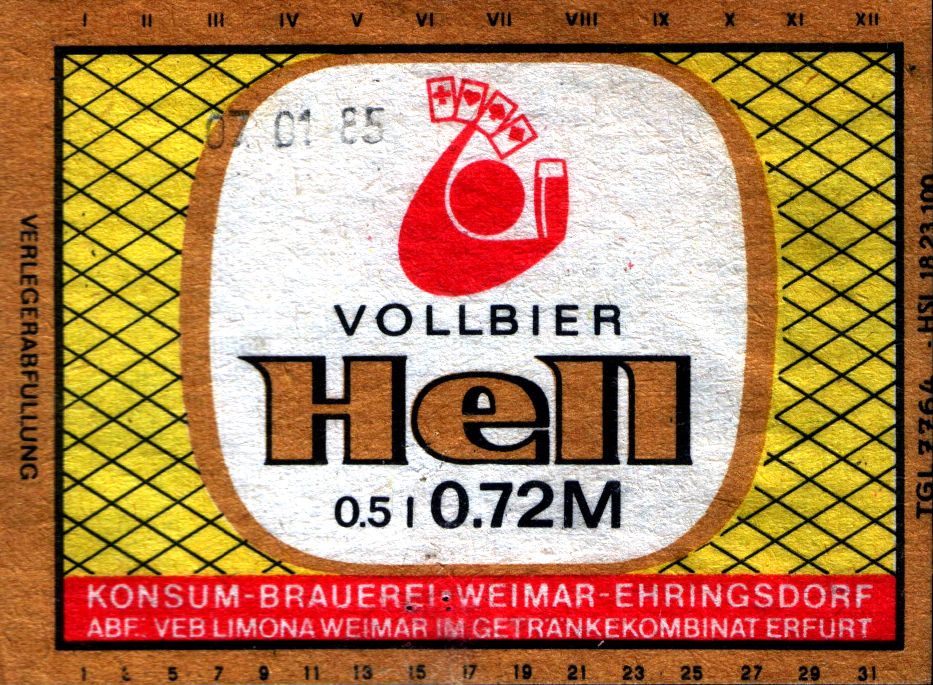 I II III IV V VI VII VIII IX X XI XII
07 01 85
VOLLBIER
Hell
0.5 l 0.72 M
KONSUM-BRAUEREI · WEIMAR-EHRINGSDORF
ABF. VEB LIMONA WEIMAR IM GETRÄNKEKOMBINAT ERFURT
1 3 5 7 9 11 13 15 17 19 21 23 25 27 29 31
VERLEGERABFÜLLUNG
TGL 7764 - HSL 18 23 100